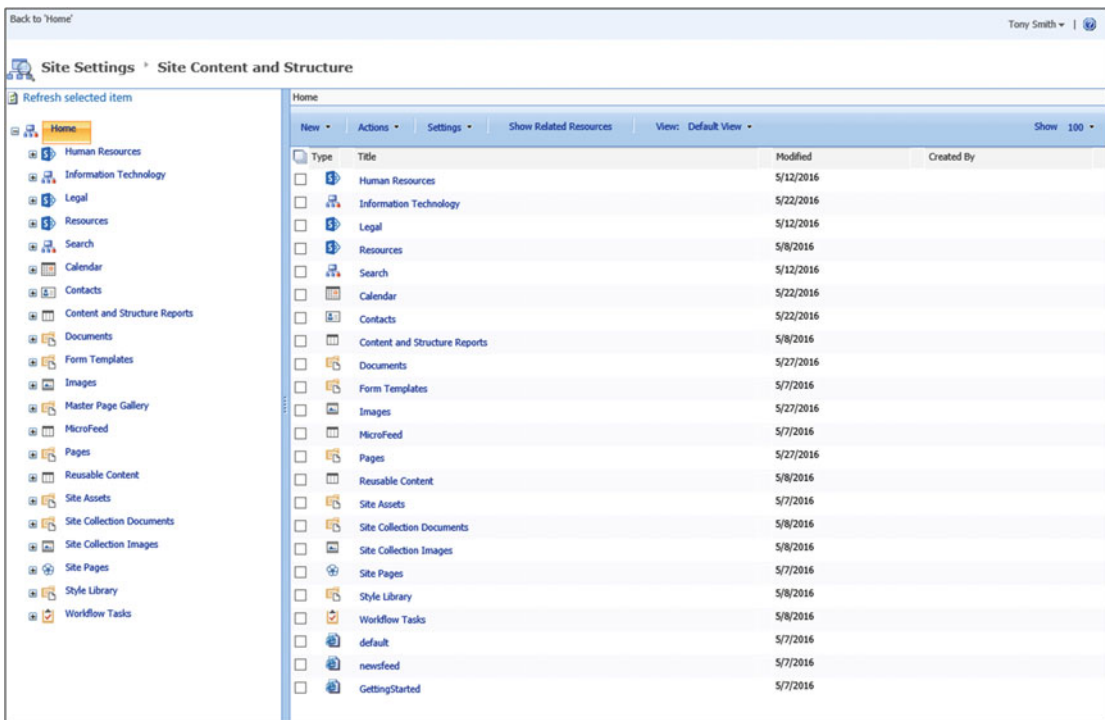 Back to 'Home'
Tony Smith |
Site Settings Site Content and Structure
Refresh selected item
Home
Human Resources
Information Technology
Legal
Resources
Search
Calendar
Contacts
Content and Structure Reports
Documents
Form Templates
Images
Master Page Gallery
MicroFeed
Pages
Reusable Content
Site Assets
Site Collection Documents
Site Collection Images
Site Pages
Style Library
Workflow Tasks
Home
New Actions Settings Show Related Resources View: Default View Show 100
Type Title Modified Created By
Human Resources 5/12/2016
Information Technology 5/22/2016
Legal 5/12/2016
Resources 5/8/2016
Search 5/12/2016
Calendar 5/22/2016
Contacts 5/22/2016
Content and Structure Reports 5/8/2016
Documents 5/27/2016
Form Templates 5/7/2016
Images 5/27/2016
MicroFeed 5/7/2016
Pages 5/27/2016
Reusable Content 5/8/2016
Site Assets 5/7/2016
Site Collection Documents 5/8/2016
Site Collection Images 5/8/2016
Site Pages 5/7/2016
Style Library 5/8/2016
Workflow Tasks 5/8/2016
default 5/7/2016
newsfeed 5/7/2016
GettingStarted 5/7/2016